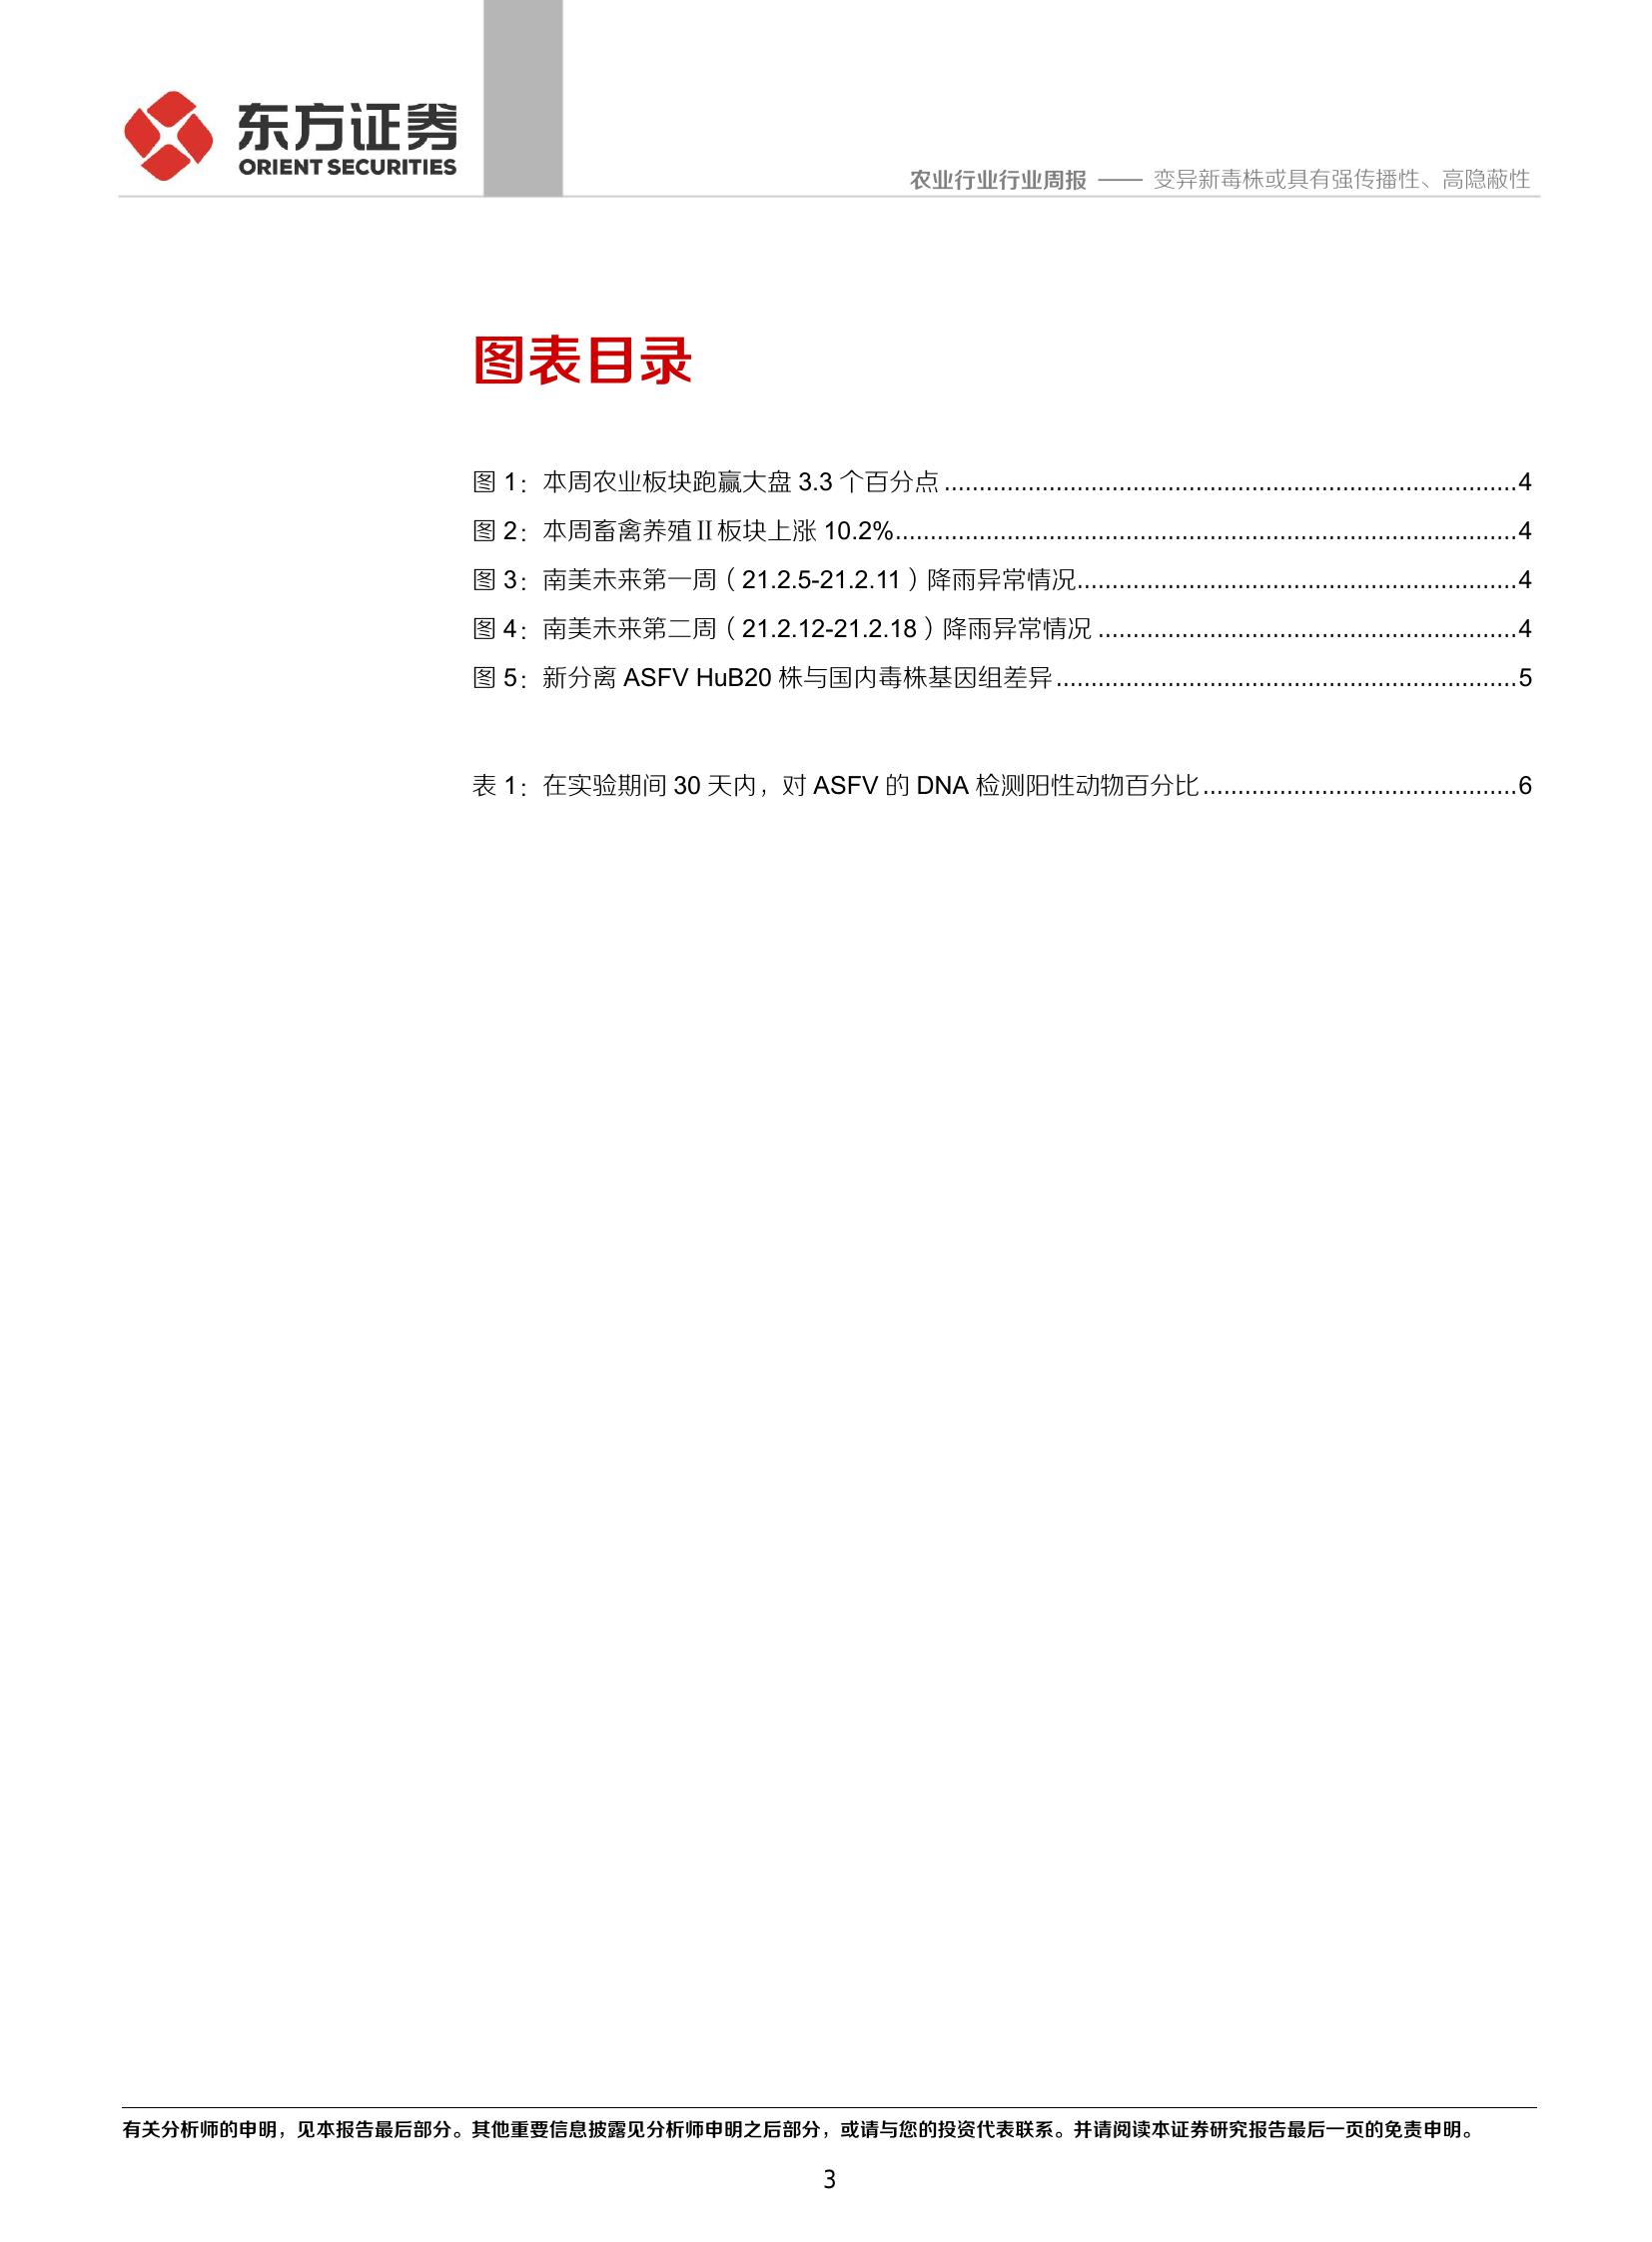 东方证券
ORIENT SECURITIES
农业行业行业周报 —— 变异新毒株或具有强传播性、高隐蔽性
图表目录
图 1：本周农业板块跑赢大盘 3.3 个百分点 ................................................................................4
图 2：本周畜禽养殖Ⅱ板块上涨 10.2%........................................................................................4
图 3：南美未来第一周（21.2.5-21.2.11）降雨异常情况..............................................................4
图 4：南美未来第二周（21.2.12-21.2.18）降雨异常情况 ...........................................................4
图 5：新分离 ASFV HuB20 株与国内毒株基因组差异 .................................................................5
表 1：在实验期间 30 天内，对 ASFV 的 DNA 检测阳性动物百分比.............................................6
有关分析师的申明，见本报告最后部分。其他重要信息披露见分析师申明之后部分，或请与您的投资代表联系。并请阅读本证券研究报告最后一页的免责申明。
3